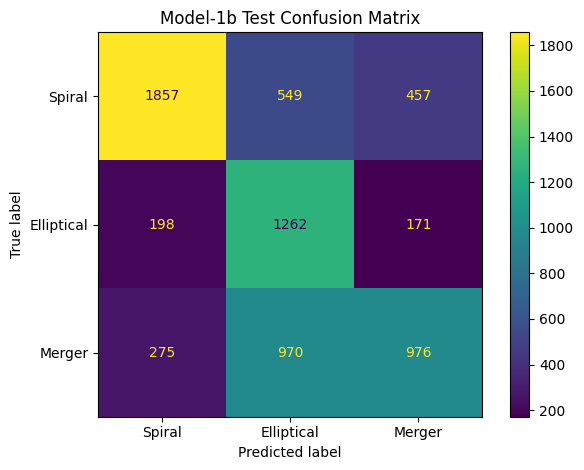 Model-1b Test Confusion Matrix
True label
Spiral
1857 549 457
Elliptical
198 1262 171
Merger
275 970 976
Spiral Elliptical Merger
Predicted label
1800
1600
1400
1200
1000
800
600
400
200